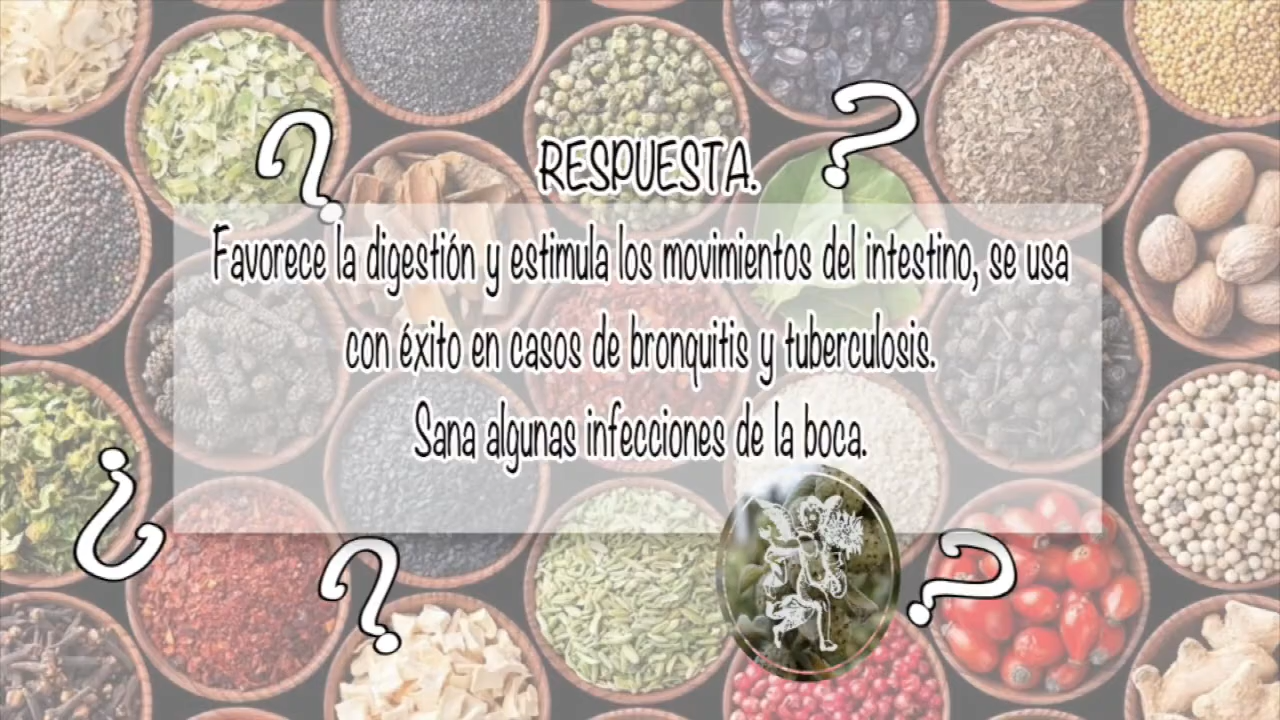 RESPUESTA.
Favorece la digestión y estimula los movimientos del intestino, se usa
con éxito en casos de bronquitis y tuberculosis.
Sana algunas infecciones de la boca.